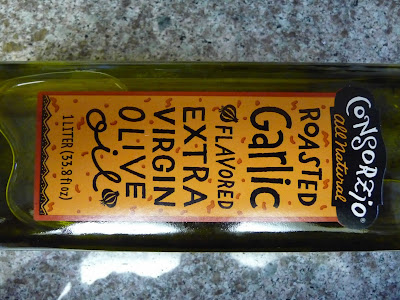 CONSORZIO®
all Natural
ROASTED
Garlic
FLAVORED
EXTRA
VIRGIN
OLIVE
oil
1 LITER (33.8 fl oz)